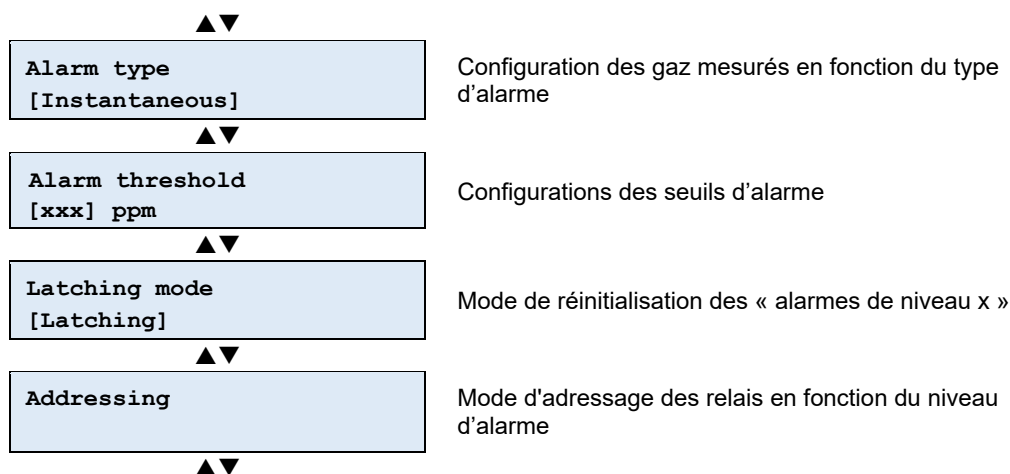 ▲▼
Alarm type
[Instantaneous]
Configuration des gaz mesurés en fonction du type
d’alarme
▲▼
Alarm threshold
[xxx] ppm
Configurations des seuils d’alarme
▲▼
Latching mode
[Latching]
Mode de réinitialisation des « alarmes de niveau x »
▲▼
Addressing
Mode d'adressage des relais en fonction du niveau
d’alarme
▲▼